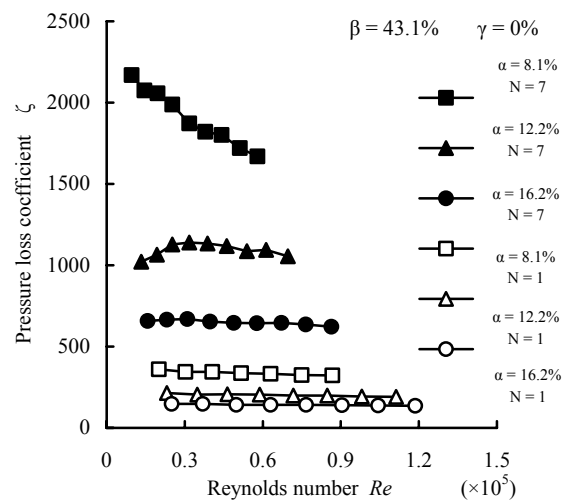 β = 43.1% γ = 0%
Pressure loss cocfficient ζ
2500
2000
1500
1000
500
0
0 0.3 0.6 0.9 1.2 1.5
Reynolds number Re (×10⁵)
α = 8.1%
N = 7
α = 12.2%
N = 7
α = 16.2%
N = 7
α = 8.1%
N = 1
α = 12.2%
N = 1
α = 16.2%
N = 1